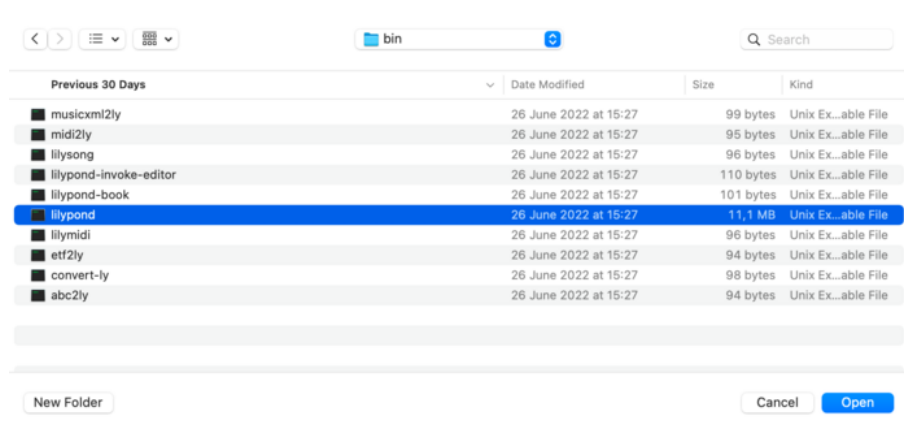 bin
Search
Previous 30 Days Date Modified Size Kind
musicxml2ly 26 June 2022 at 15:27 99 bytes Unix Ex...able File
midi2ly 26 June 2022 at 15:27 95 bytes Unix Ex...able File
lilysong 26 June 2022 at 15:27 96 bytes Unix Ex...able File
lilypond-invoke-editor 26 June 2022 at 15:27 110 bytes Unix Ex...able File
lilypond-book 26 June 2022 at 15:27 101 bytes Unix Ex...able File
lilypond 26 June 2022 at 15:27 11,1 MB Unix Ex...able File
lilymidi 26 June 2022 at 15:27 96 bytes Unix Ex...able File
etf2ly 26 June 2022 at 15:27 94 bytes Unix Ex...able File
convert-ly 26 June 2022 at 15:27 98 bytes Unix Ex...able File
abc2ly 26 June 2022 at 15:27 94 bytes Unix Ex...able File
New Folder Cancel Open